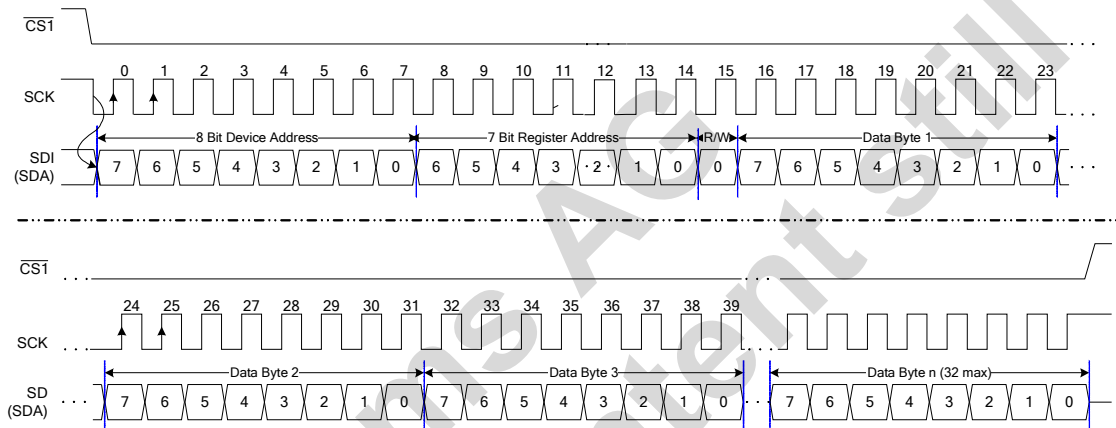 CS1
0 1 2 3 4 5 6 7 8 9 10 11 12 13 14 15 16 17 18 19 20 21 22 23
SCK
8 Bit Device Address 7 Bit Register Address R/W Data Byte 1
SDI
(SDA)
7 6 5 4 3 2 1 0 6 5 4 3 2 1 0 0 7 6 5 4 3 2 1 0
CS1
24 25 26 27 28 29 30 31 32 33 34 35 36 37 38 39
SCK
Data Byte 2 Data Byte 3 Data Byte n (32 max)
SD
(SDA)
7 6 5 4 3 2 1 0 7 6 5 4 3 2 1 0 7 6 5 4 3 2 1 0
ms AG
tent still